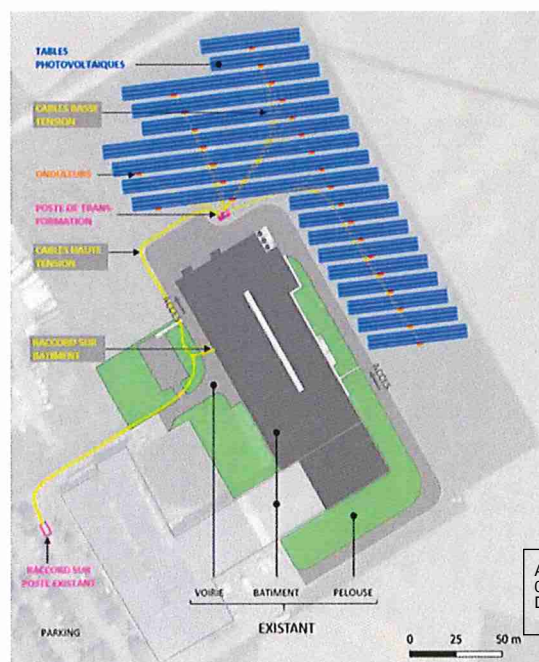 TABLES
PHOTOVOLTAIQUES
CABLES BASSE
TENSION
ONDULEURS
POSTE DE TRANS-
FORMATION
CABLES HAUTE
TENSION
ACCES
RACCORD SUR
BATIMENT
ACCES
RACCORD SUR
POSTE EXISTANT
VOIRIE BATIMENT PELOUSE
EXISTANT
PARKING
0 25 50 m